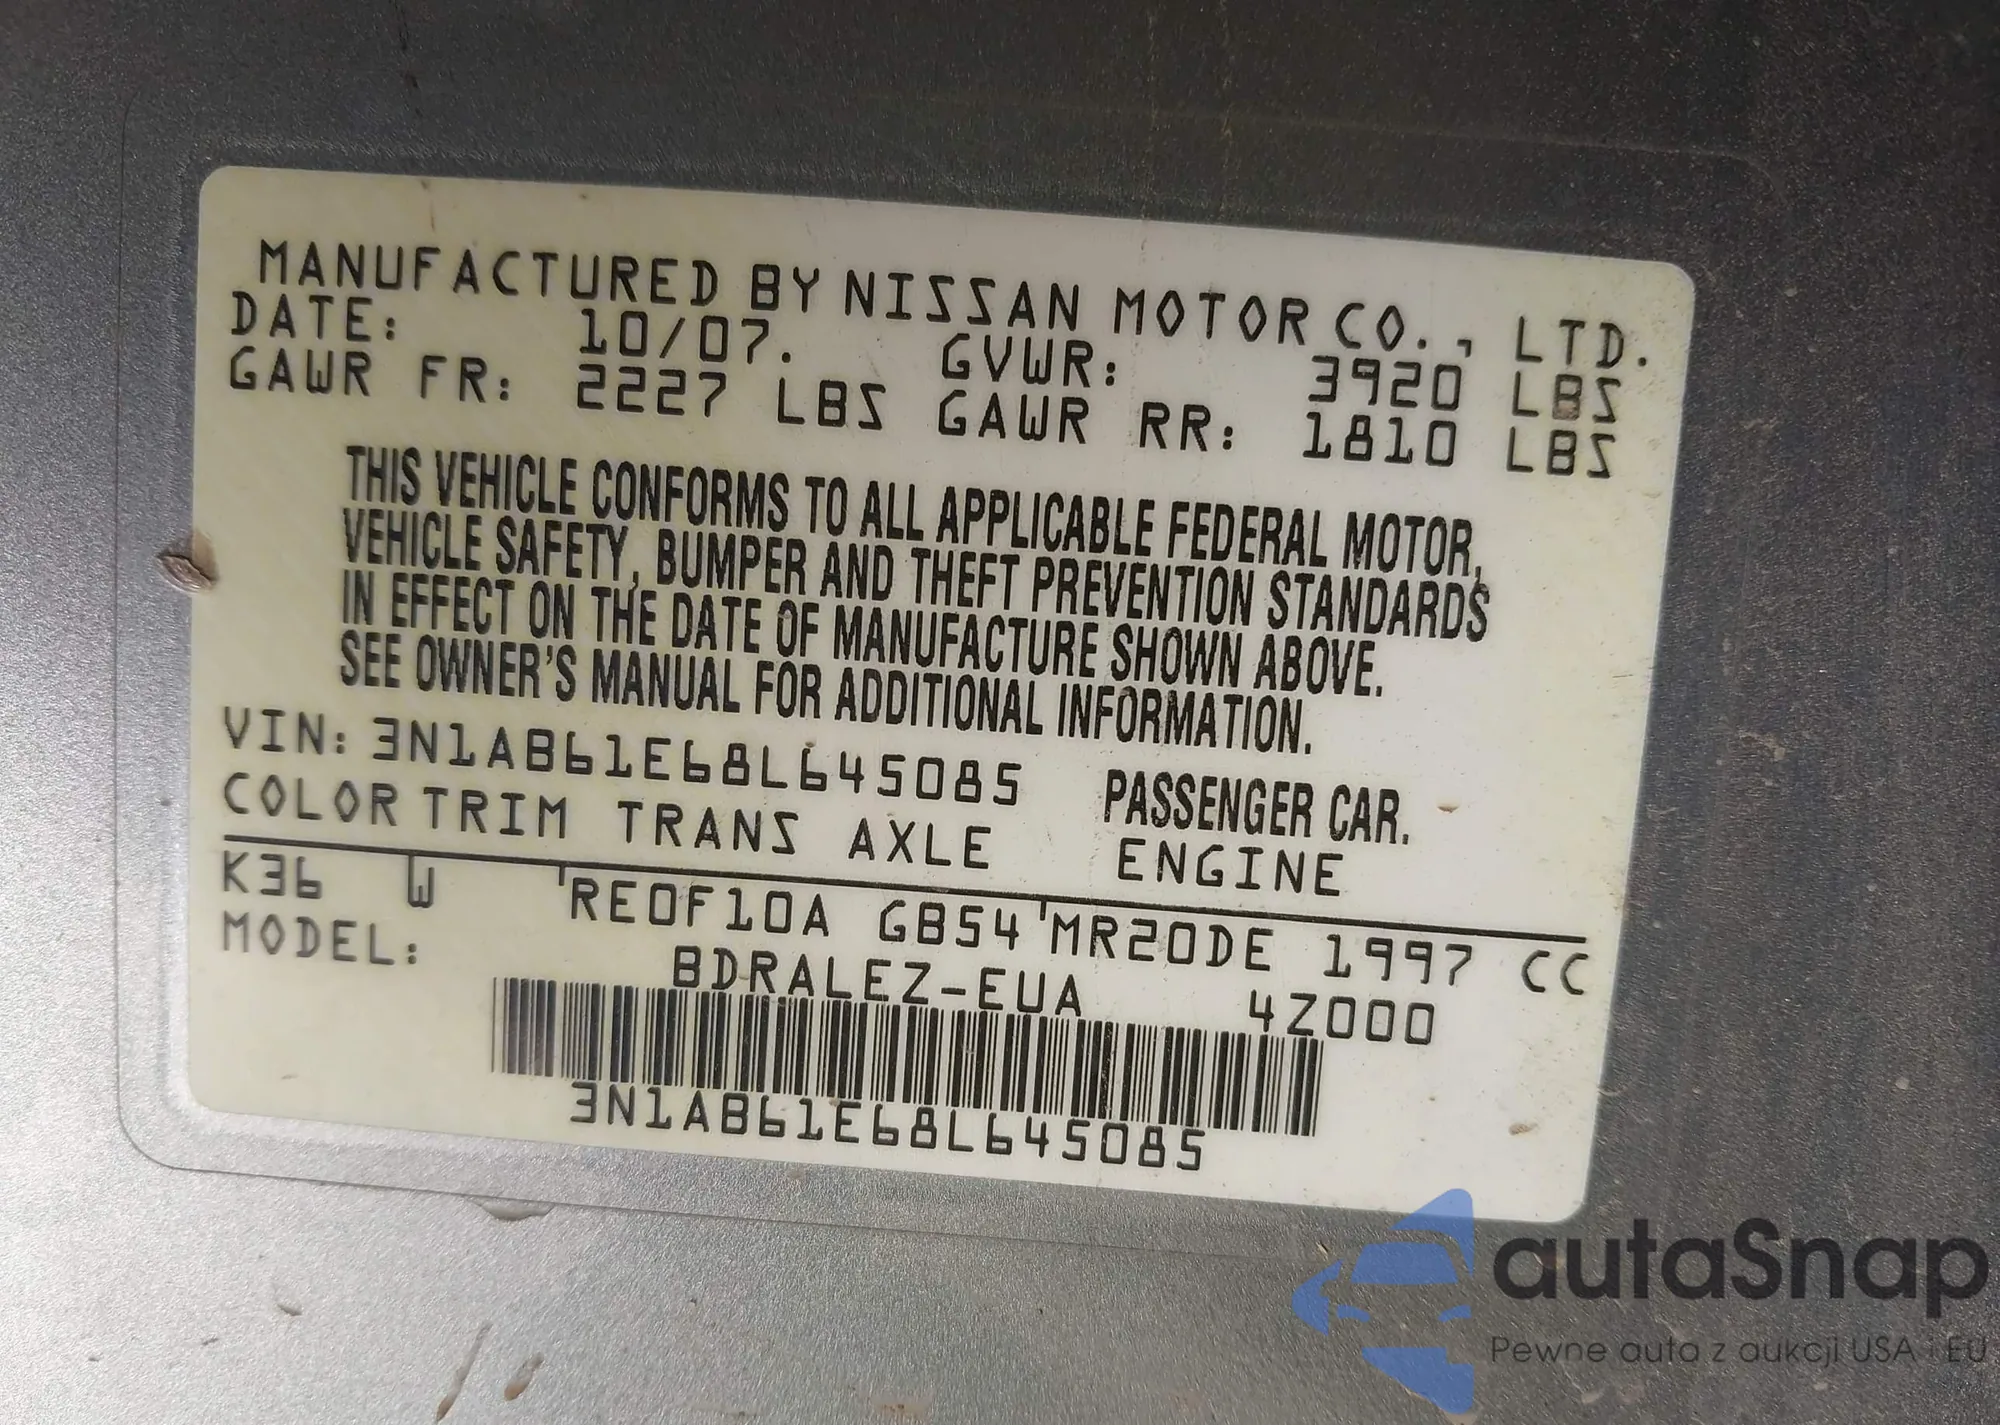 MANUFACTURED BY NISSAN MOTOR CO., LTD.
DATE: 10/07. GVWR: 3920 LBS
GAWR FR: 2227 LBS GAWR RR: 1810 LBS
THIS VEHICLE CONFORMS TO ALL APPLICABLE FEDERAL MOTOR,
VEHICLE SAFETY, BUMPER AND THEFT PREVENTION STANDARDS
IN EFFECT ON THE DATE OF MANUFACTURE SHOWN ABOVE.
SEE OWNER'S MANUAL FOR ADDITIONAL INFORMATION.
VIN: 3N1AB61E68L645085 PASSENGER CAR.
COLOR TRIM TRANS AXLE ENGINE
K36 W RE0F10A GB54 MR20DE 1997 CC
MODEL: BDRALEZ-EUA 4Z000
3N1AB61E68L645085
autaSnap
Pewne auta z aukcji USA i EU